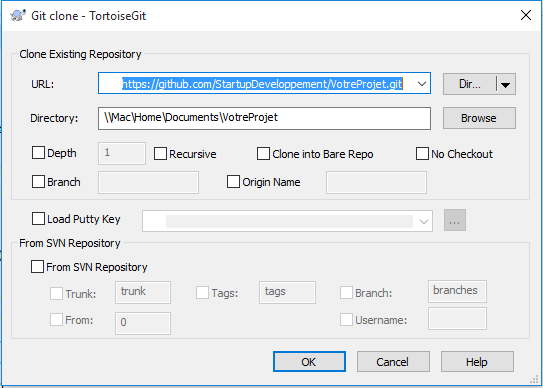 Git clone - TortoiseGit
Clone Existing Repository
URL: https://github.com/StartupDeveloppement/VotreProjet.git Dir...
Directory: \\Mac\Home\Documents\VotreProjet Browse
Depth 1 Recursive Clone into Bare Repo No Checkout
Branch Origin Name
Load Putty Key ...
From SVN Repository
From SVN Repository
Trunk: trunk Tags: tags Branch: branches
From: 0 Username:
OK Cancel Help